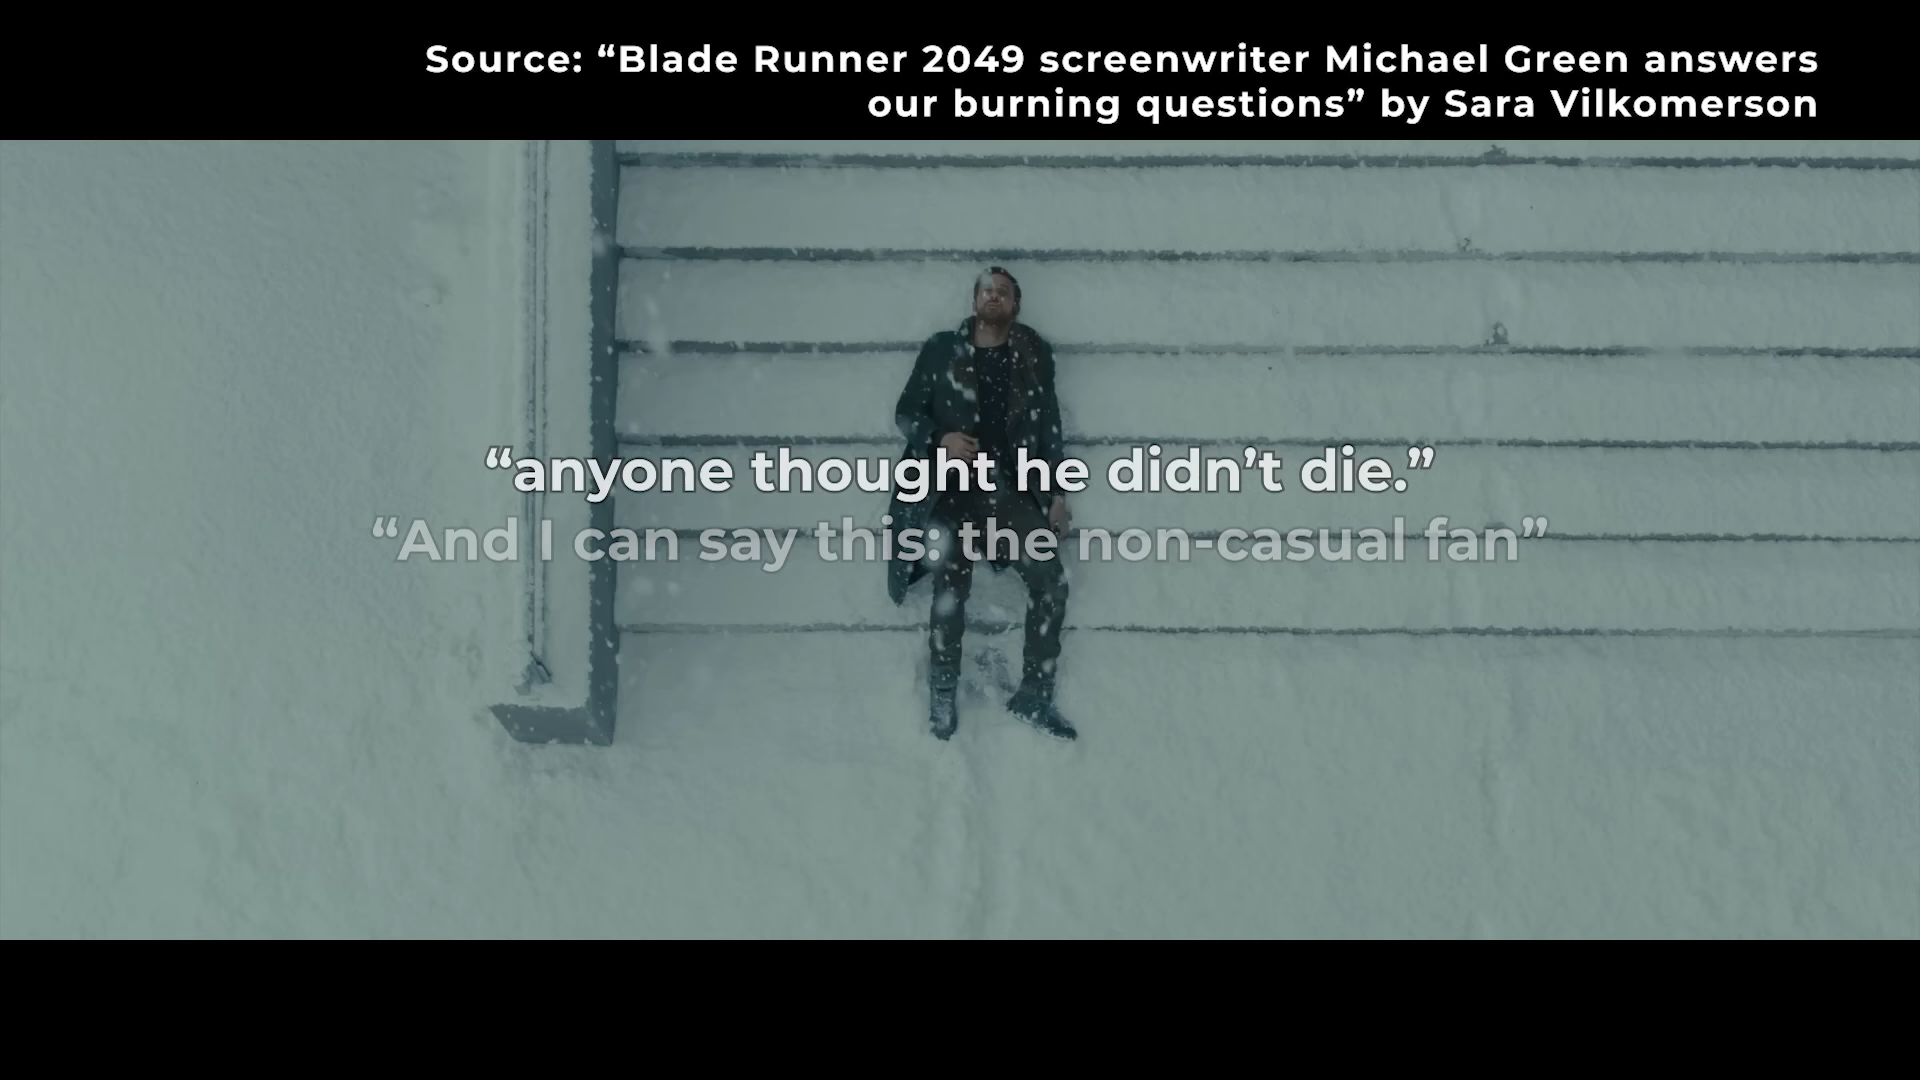 Source: “Blade Runner 2049 screenwriter Michael Green answers
our burning questions” by Sara Vilkomerson
“anyone thought he didn’t die.”
“And I can say this: the non-casual fan”